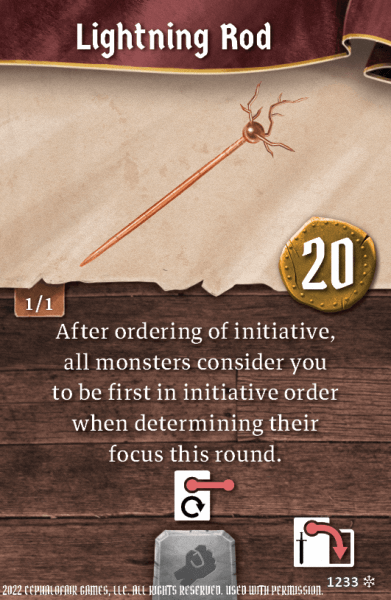 Lightning Rod
20
1/1
After ordering of initiative,
all monsters consider you
to be first in initiative order
when determining their
focus this round.
1233
2022 CEPHALOFAIR GAMES, LLC. ALL RIGHTS RESERVED. USED WITH PERMISSION.